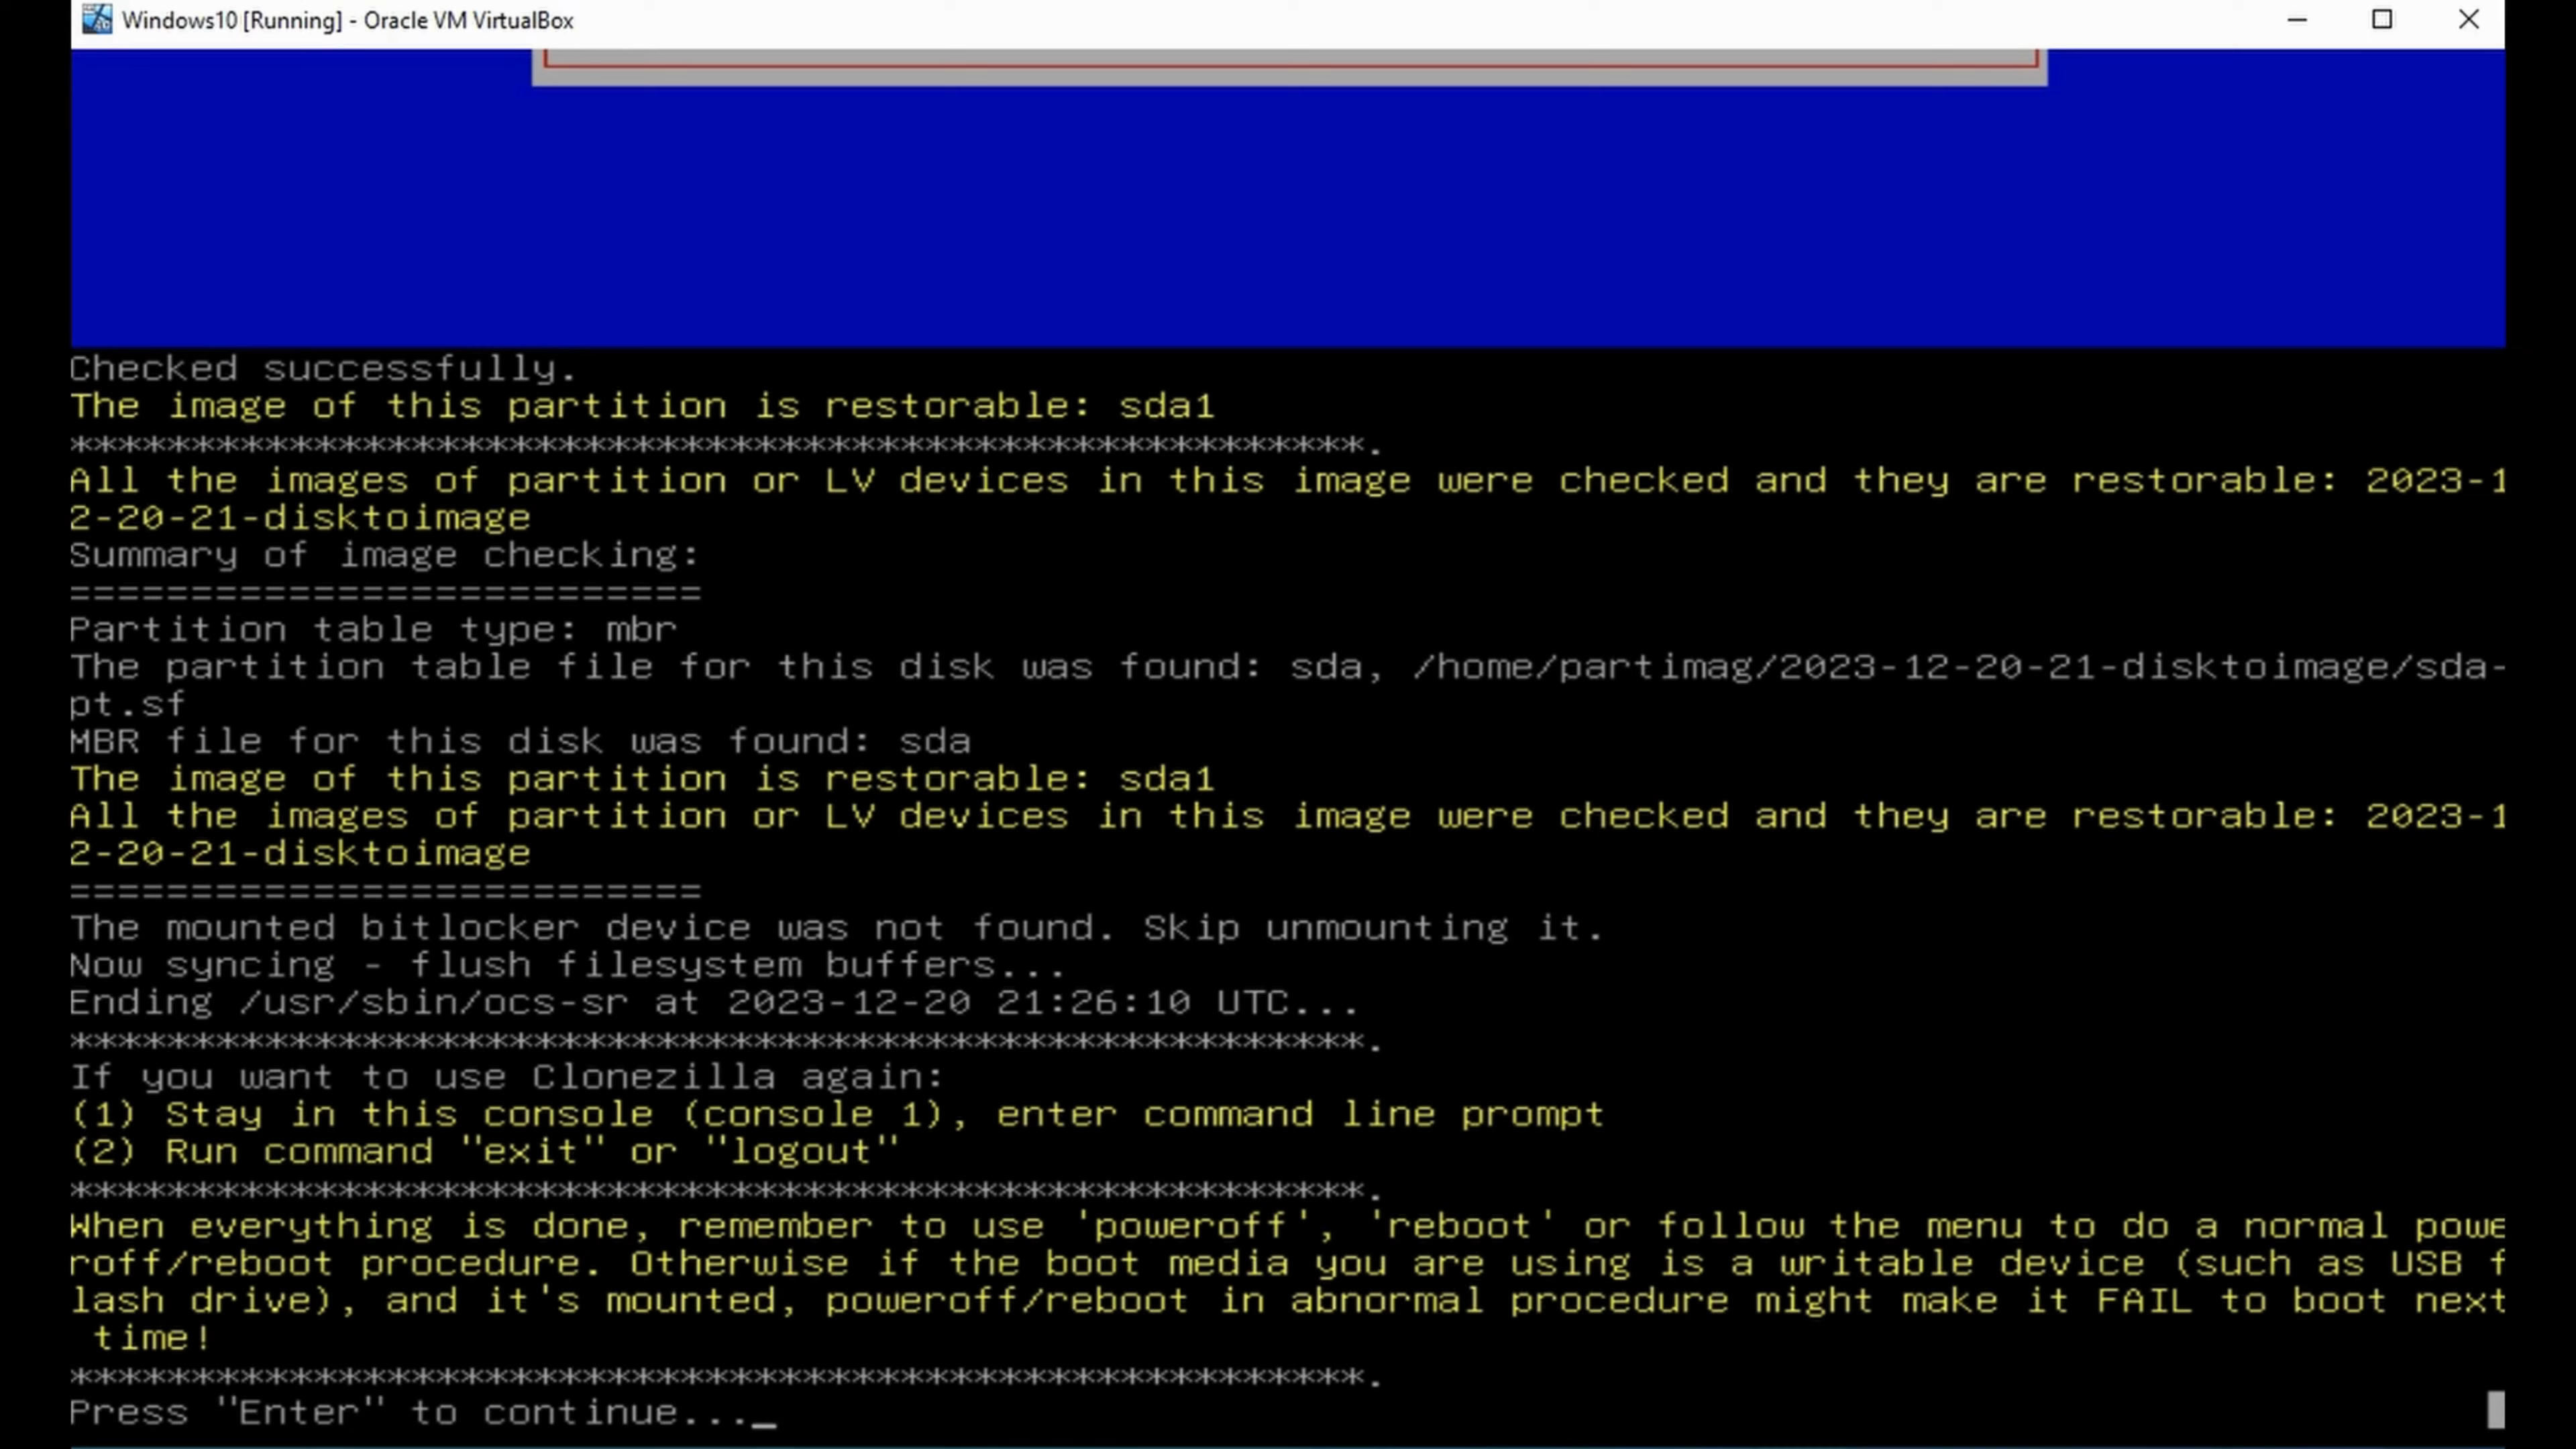 Windows10 [Running] - Oracle VM VirtualBox
Checked successfully.
The image of this partition is restorable: sda1
*****************************************************.
All the images of partition or LV devices in this image were checked and they are restorable: 2023-1
2-20-21-disktoimage
Summary of image checking:
==========================
Partition table type: mbr
The partition table file for this disk was found: sda, /home/partimag/2023-12-20-21-disktoimage/sda-
pt.sf
MBR file for this disk was found: sda
The image of this partition is restorable: sda1
All the images of partition or LV devices in this image were checked and they are restorable: 2023-1
2-20-21-disktoimage
==========================
The mounted bitlocker device was not found. Skip unmounting it.
Now syncing - flush filesystem buffers...
Ending /usr/sbin/ocs-sr at 2023-12-20 21:26:10 UTC...
*****************************************************.
If you want to use Clonezilla again:
(1) Stay in this console (console 1), enter command line prompt
(2) Run command "exit" or "logout"
*****************************************************.
When everything is done, remember to use 'poweroff', 'reboot' or follow the menu to do a normal powe
roff/reboot procedure. Otherwise if the boot media you are using is a writable device (such as USB f
lash drive), and it's mounted, poweroff/reboot in abnormal procedure might make it FAIL to boot next
 time!
*****************************************************.
Press "Enter" to continue..._